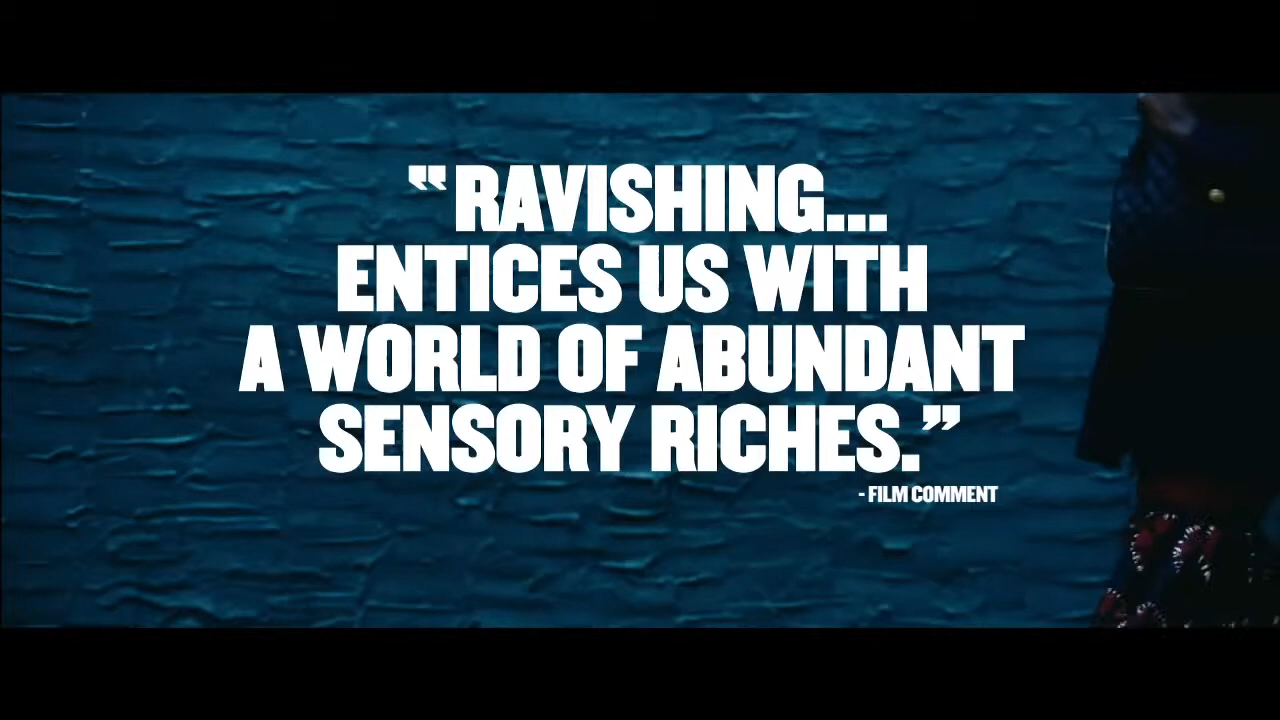 “RAVISHING...
ENTICES US WITH
A WORLD OF ABUNDANT
SENSORY RICHES.”
- FILM COMMENT